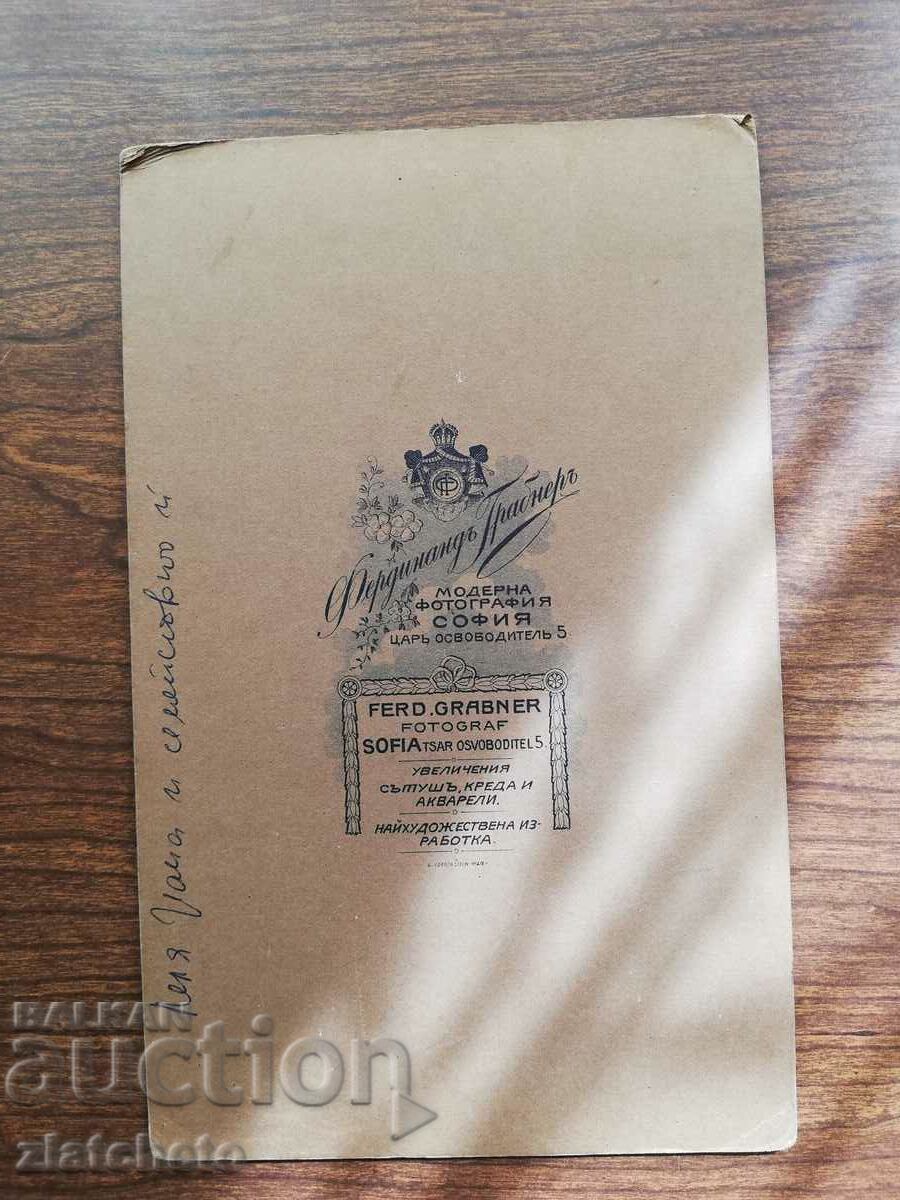 Фердинандъ Грабнеръ
МОДЕРНА
ФОТОГРАФИЯ
СОФИЯ
ЦАРЬ ОСВОБОДИТЕЛЬ 5
FERD. GRABNER
FOTOGRAF
SOFIA TSAR OSVOBODITEL 5.
УВЕЛИЧЕНИЯ
СЪ ТУШЪ, КРЕДА И
АКВАРЕЛИ.
НАЙХУДОЖЕСТВЕНА ИЗ-
РАБОТКА.
и семейството й
BALKAN
auction
zlatchoto